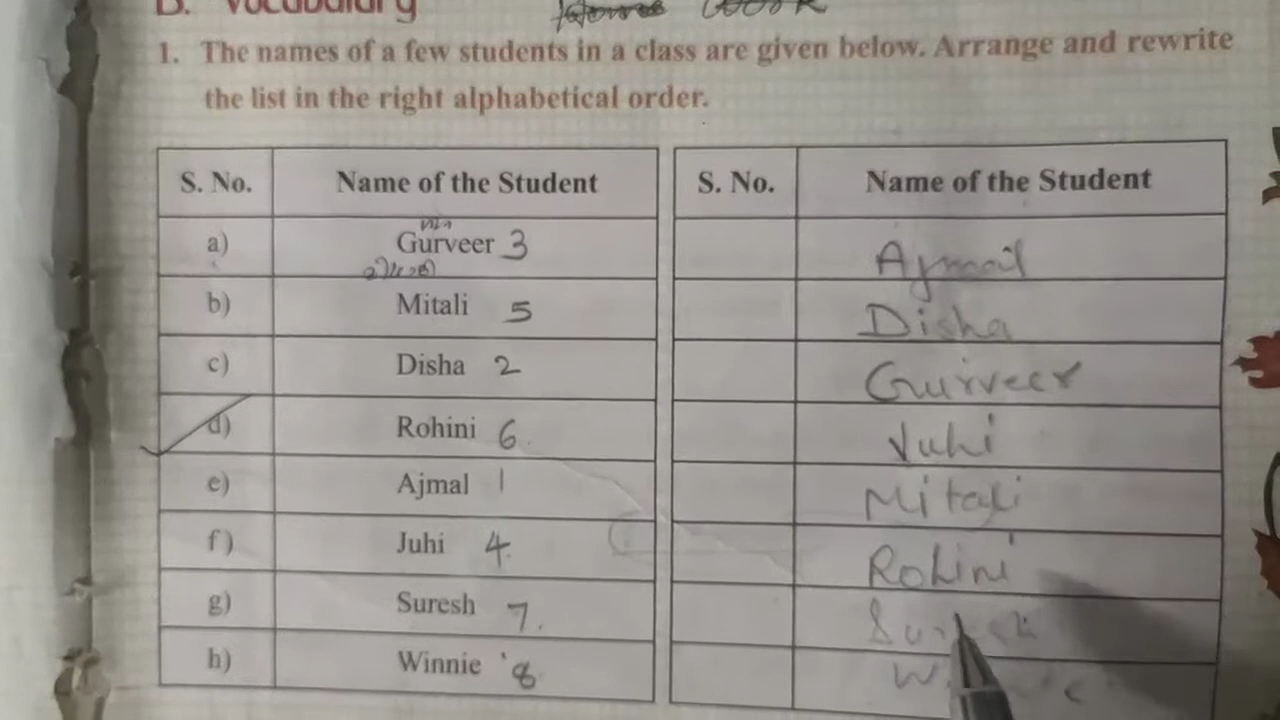 B. Vocabulary Work
1. The names of a few students in a class are given below. Arrange and rewrite
the list in the right alphabetical order.
S. No. Name of the Student S. No. Name of the Student
a) Gurveer 3 Ajmal
b) Mitali 5 Disha
c) Disha 2 Gurveer
d) Rohini 6 Juhi
e) Ajmal 1 Mitali
f) Juhi 4 Rohini
g) Suresh 7.
h) Winnie 8